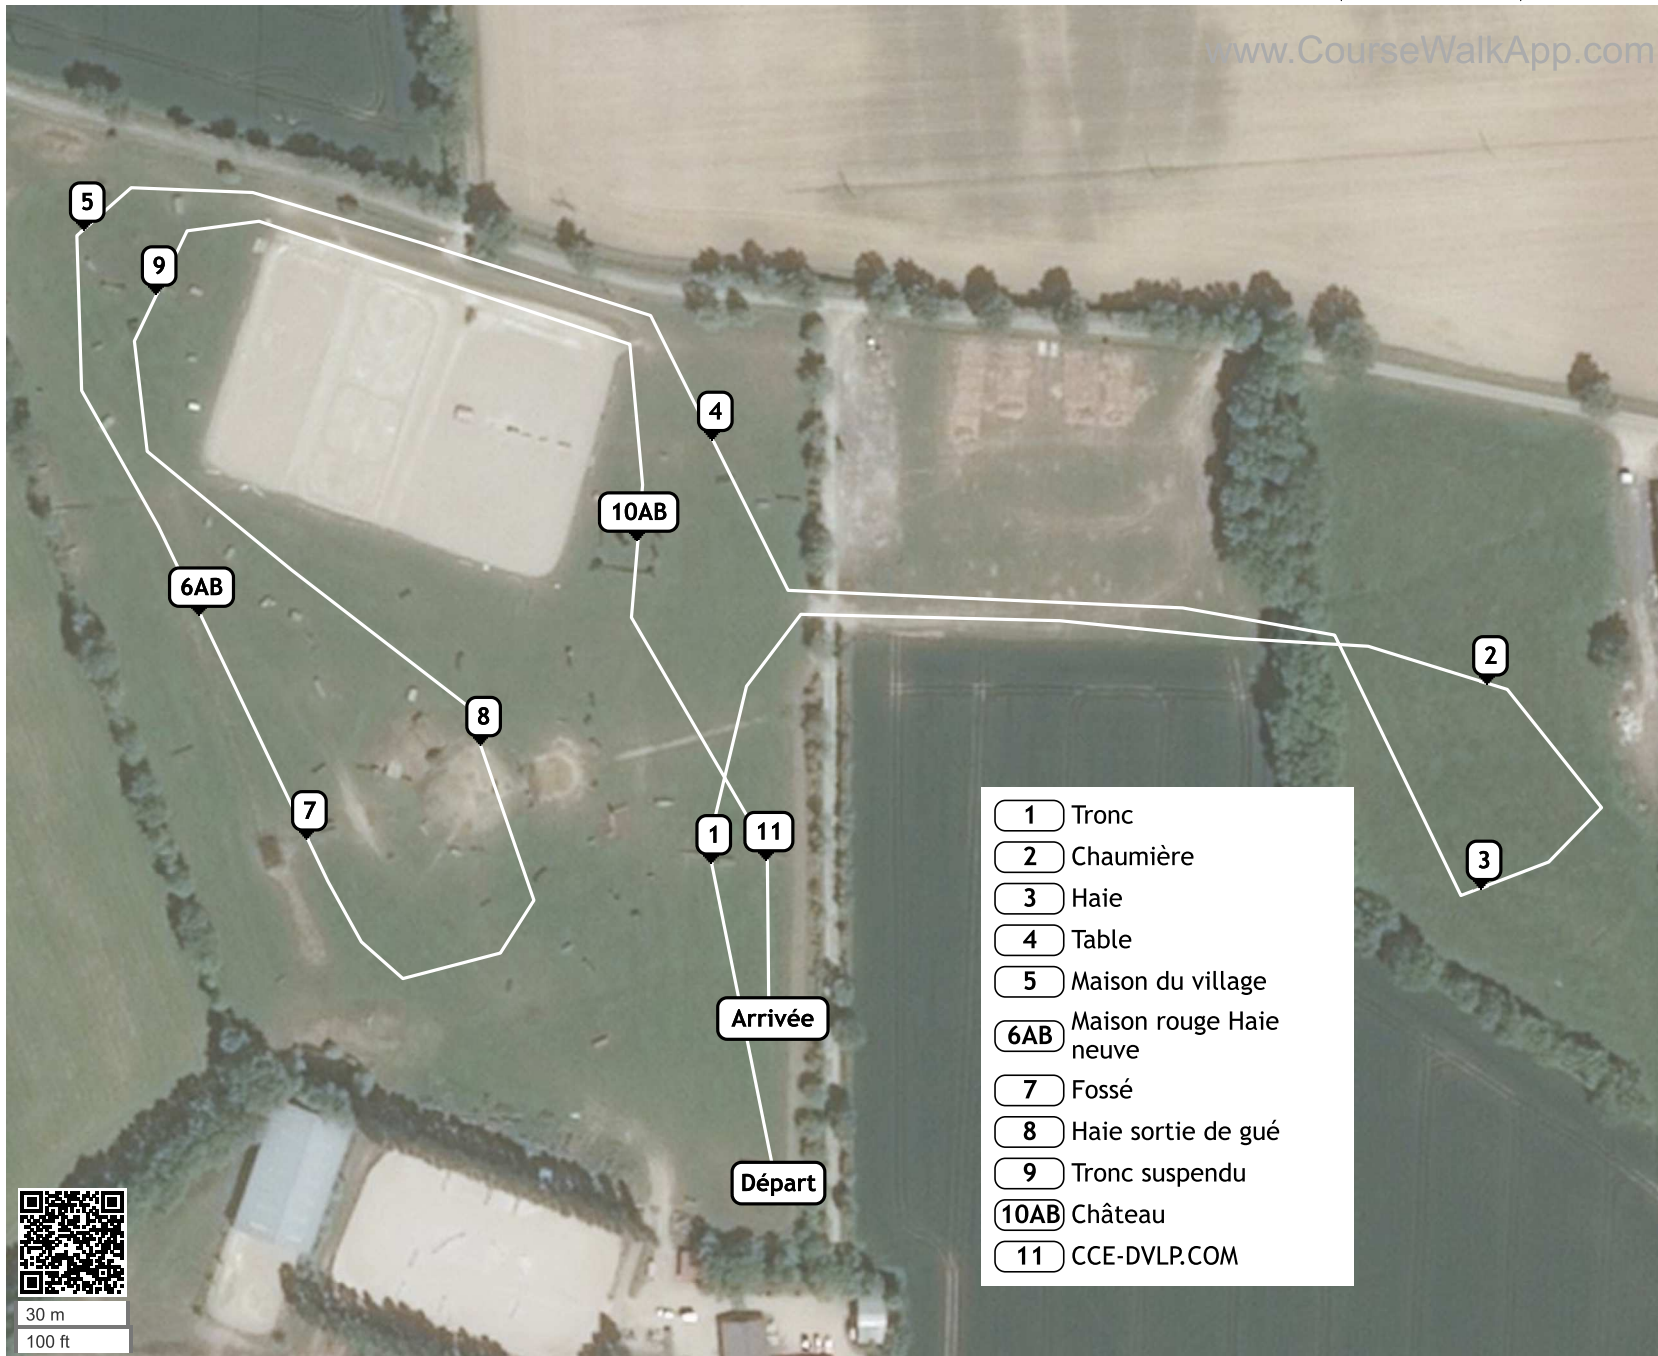 www.CourseWalkApp.com
5
9
4
10AB
6AB
2
8
7
1
11
3
Arrivée
Départ
1 Tronc
2 Chaumière
3 Haie
4 Table
5 Maison du village
6AB Maison rouge Haie
neuve
7 Fossé
8 Haie sortie de gué
9 Tronc suspendu
10AB Château
11 CCE-DVLP.COM
30 m
100 ft